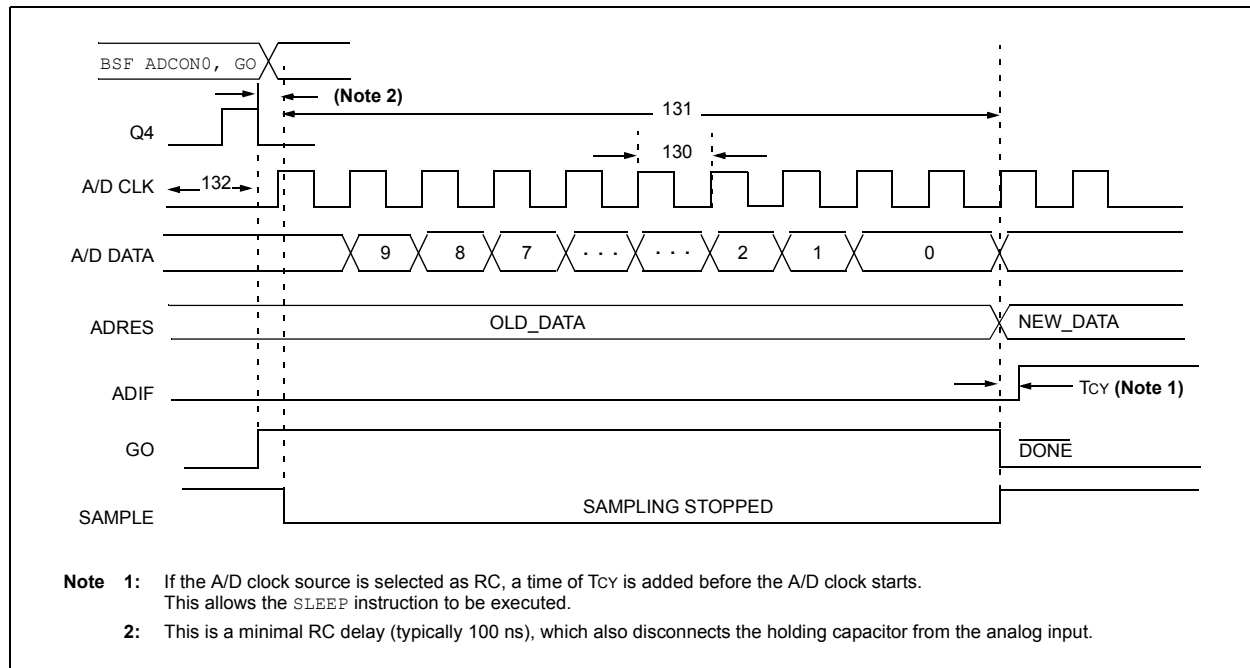 BSF ADCON0, GO
(Note 2)
131
Q4
130
A/D CLK
132
A/D DATA
9 8 7 . . . . . . 2 1 0
ADRES
OLD_DATA
NEW_DATA
ADIF
TCY (Note 1)
GO
DONE
SAMPLE
SAMPLING STOPPED
Note 1: If the A/D clock source is selected as RC, a time of TCY is added before the A/D clock starts.
This allows the SLEEP instruction to be executed.
2: This is a minimal RC delay (typically 100 ns), which also disconnects the holding capacitor from the analog input.